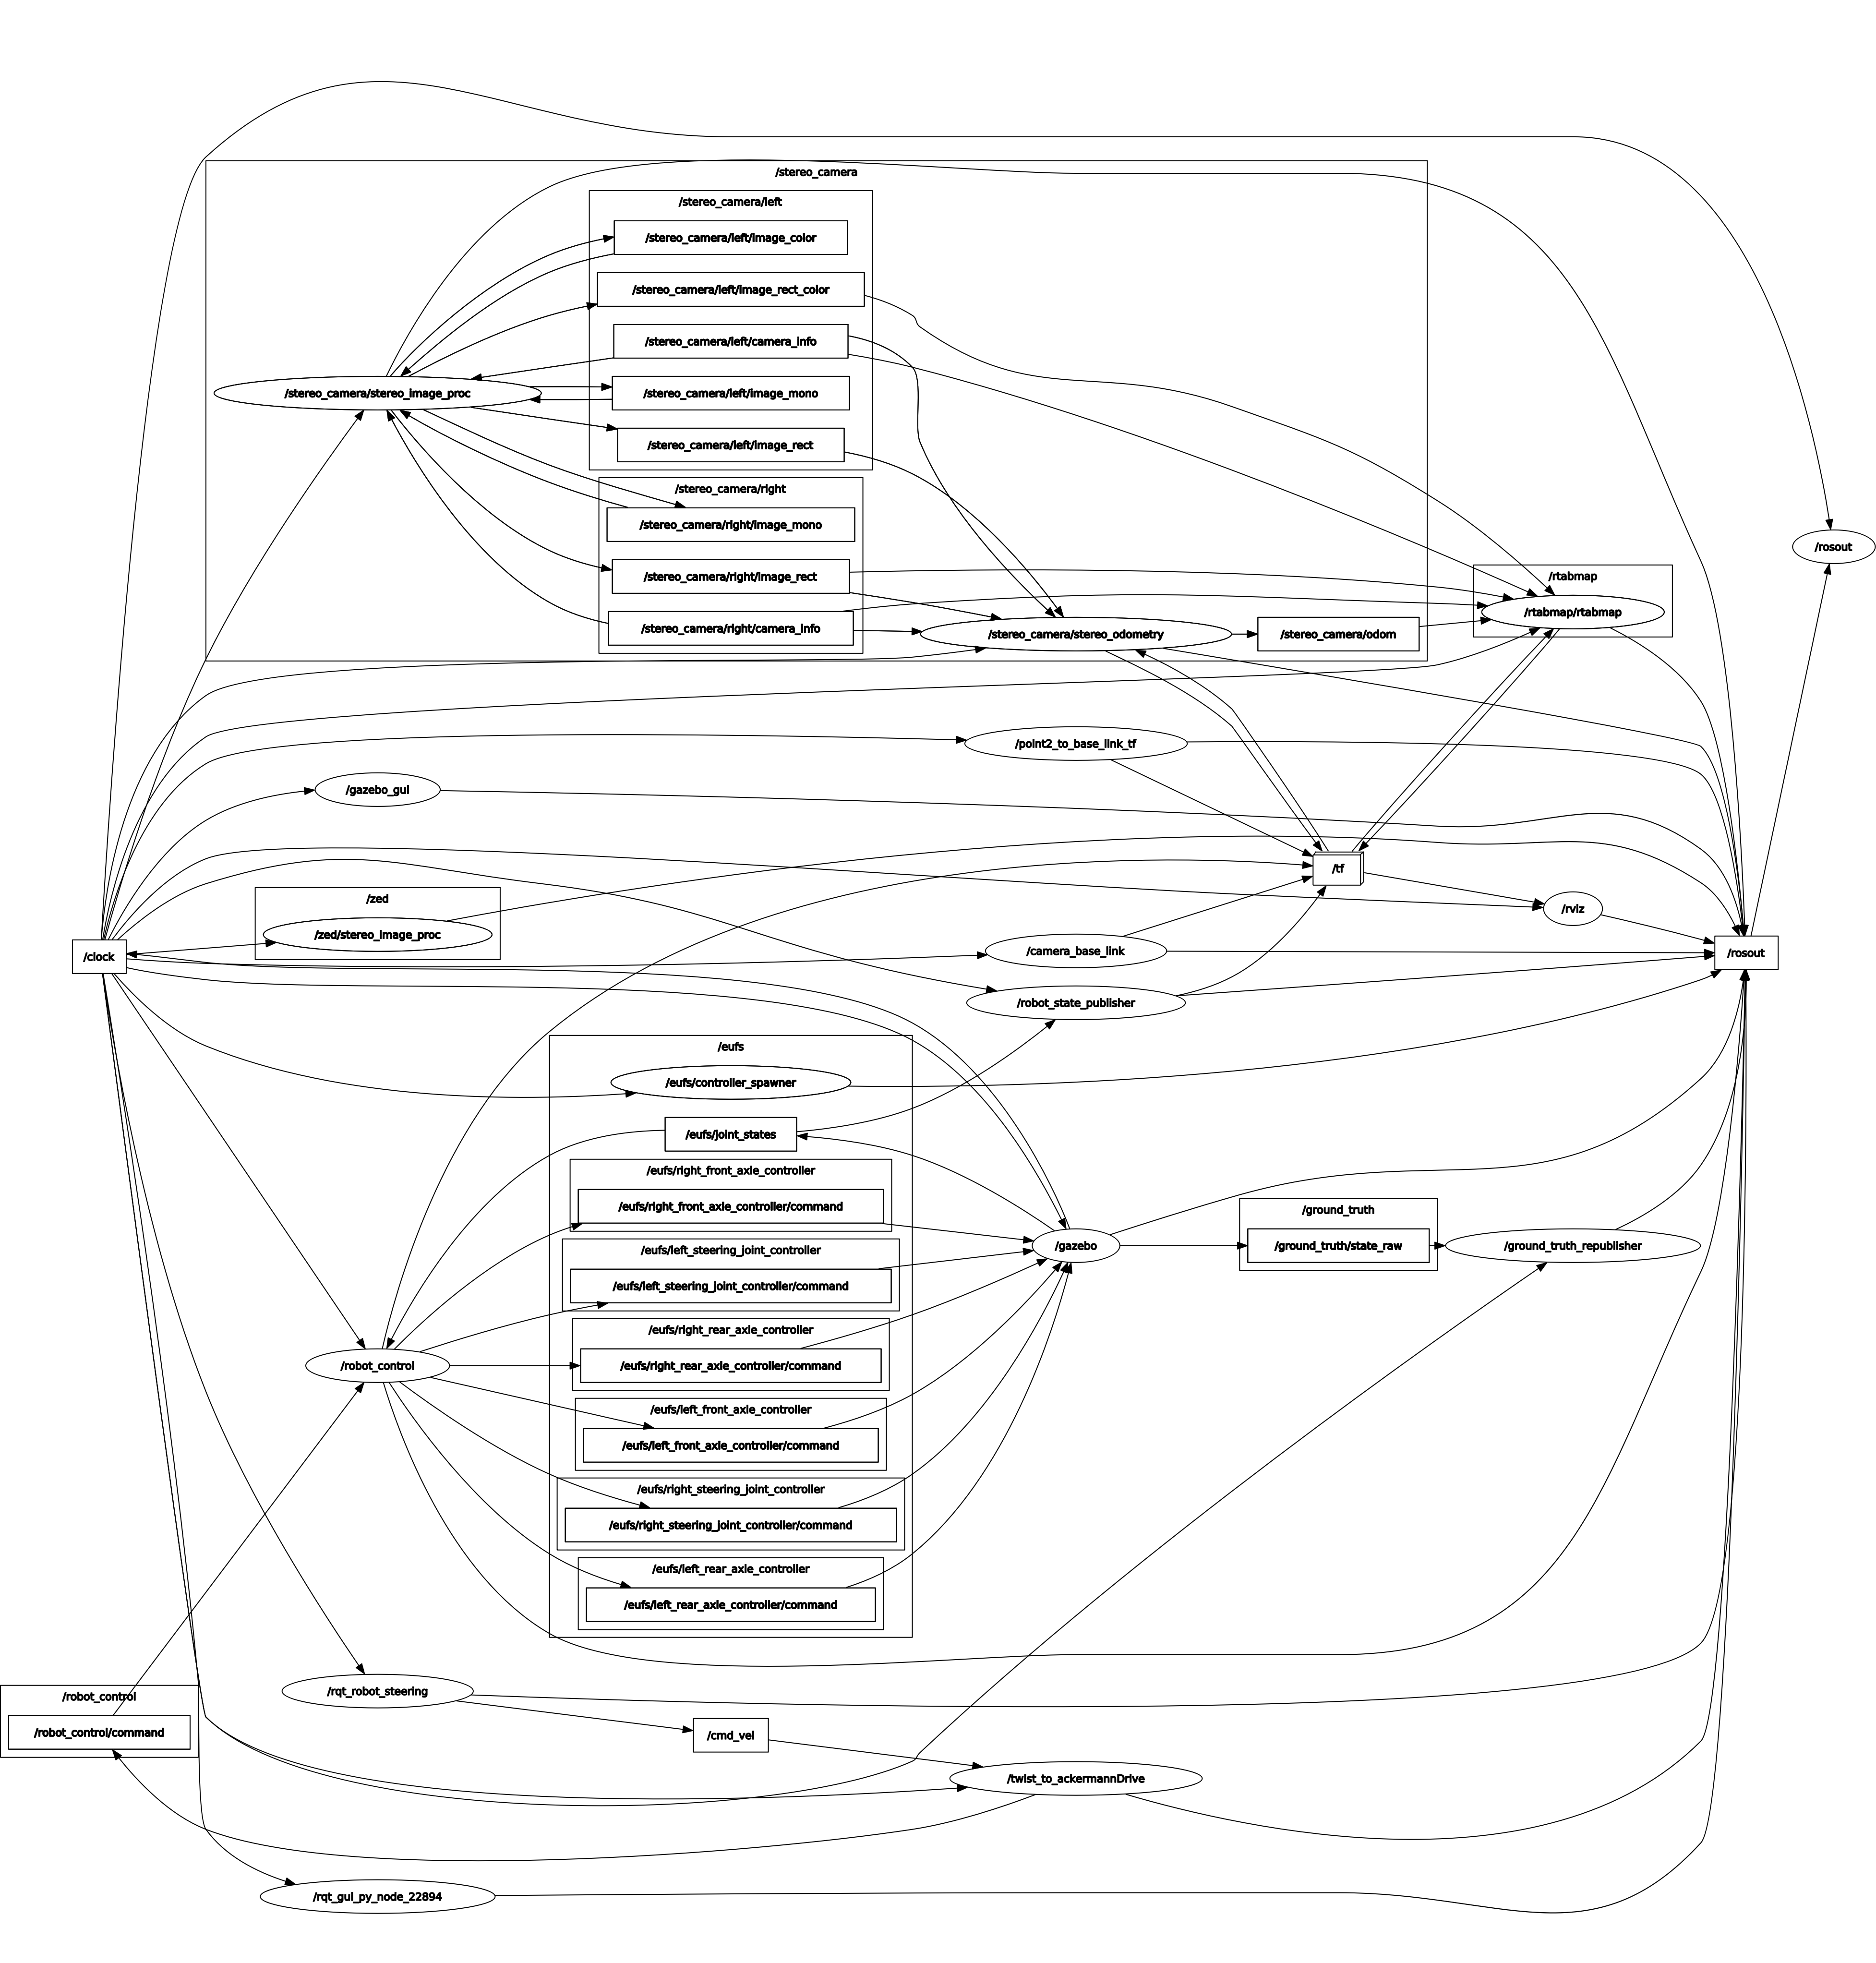 /stereo_camera
/stereo_camera/left
/stereo_camera/left/image_color
/stereo_camera/left/image_rect_color
/stereo_camera/left/camera_info
/stereo_camera/stereo_image_proc
/stereo_camera/left/image_mono
/stereo_camera/left/image_rect
/stereo_camera/right
/stereo_camera/right/image_mono
/rosout
/stereo_camera/right/image_rect
/rtabmap
/rtabmap/rtabmap
/stereo_camera/right/camera_info
/stereo_camera/stereo_odometry
/stereo_camera/odom
/point2_to_base_link_tf
/gazebo_gui
/tf
/zed
/rviz
/zed/stereo_image_proc
/camera_base_link
/rosout
/clock
/robot_state_publisher
/eufs
/eufs/controller_spawner
/eufs/joint_states
/eufs/right_front_axle_controller
/eufs/right_front_axle_controller/command
/ground_truth
/eufs/left_steering_joint_controller
/gazebo
/ground_truth/state_raw
/ground_truth_republisher
/eufs/left_steering_joint_controller/command
/eufs/right_rear_axle_controller
/robot_control
/eufs/right_rear_axle_controller/command
/eufs/left_front_axle_controller
/eufs/left_front_axle_controller/command
/eufs/right_steering_joint_controller
/eufs/right_steering_joint_controller/command
/eufs/left_rear_axle_controller
/eufs/left_rear_axle_controller/command
/rqt_robot_steering
/robot_control
/robot_control/command
/cmd_vel
/twist_to_ackermannDrive
/rqt_gui_py_node_22894